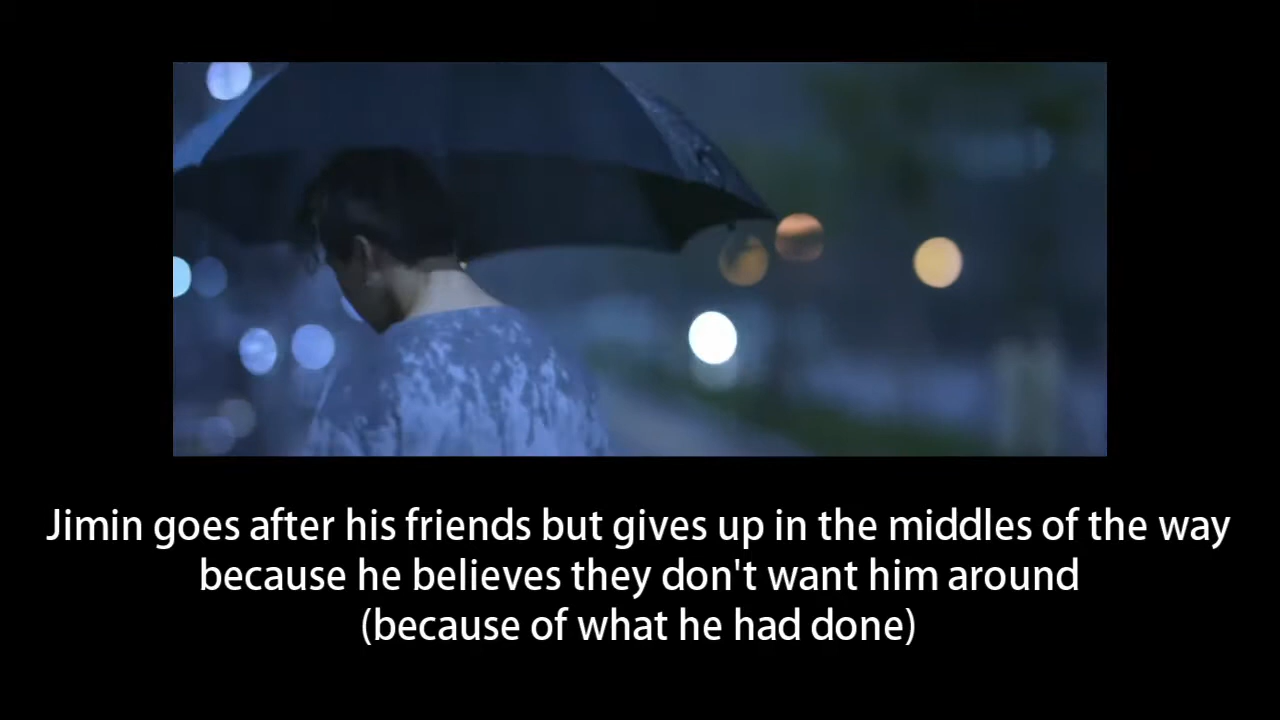 Jimin goes after his friends but gives up in the middles of the way
because he believes they don't want him around
(because of what he had done)